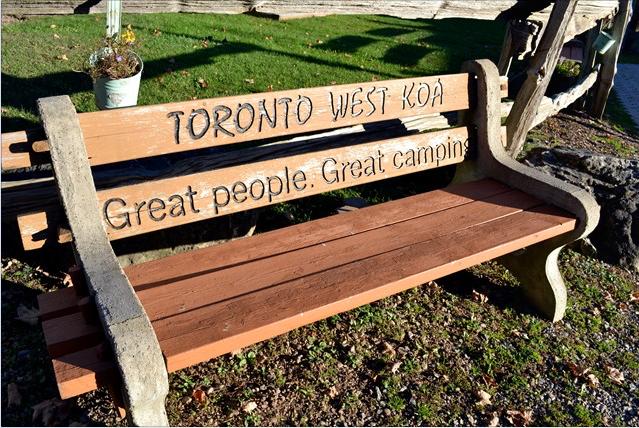 TORONTO WEST KOA
Great people. Great camping